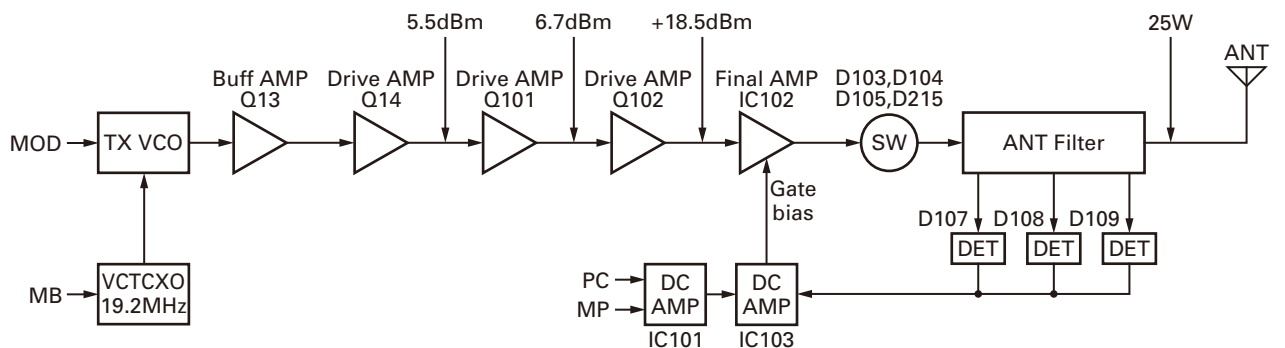 5.5dBm
6.7dBm
+18.5dBm
25W
ANT
Buff AMP
Q13
Drive AMP
Q14
Drive AMP
Q101
Drive AMP
Q102
Final AMP
IC102
D103,D104
D105,D215
MOD
TX VCO
SW
ANT Filter
Gate
bias
D107
D108
D109
DET
DET
DET
MB
VCTCXO
19.2MHz
PC
MP
DC
AMP
IC101
DC
AMP
IC103